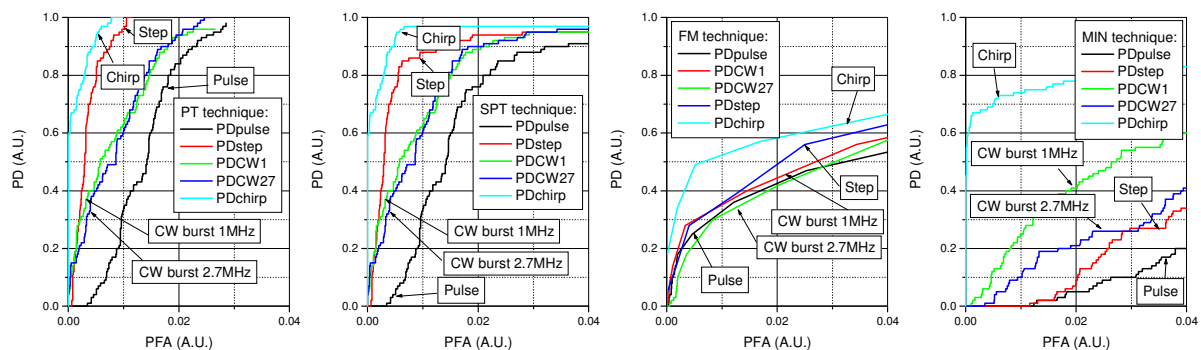 PD (A.U.)
1.0
0.8
0.6
0.4
0.2
0.0
0.00
0.02
0.04
PFA (A.U.)
Step
Chirp
Pulse
PT technique:
PDpulse
PDstep
PDCW1
PDCW27
PDchirp
CW burst 1MHz
CW burst 2.7MHz
PD (A.U.)
1.0
0.8
0.6
0.4
0.2
0.0
0.00
0.02
0.04
PFA (A.U.)
Chirp
Step
SPT technique:
PDpulse
PDstep
PDCW1
PDCW27
PDchirp
CW burst 1MHz
CW burst 2.7MHz
Pulse
PD (A.U.)
1.0
0.8
0.6
0.4
0.2
0.0
0.00
0.02
0.04
PFA (A.U.)
FM technique:
PDpulse
PDCW1
PDCW27
PDstep
PDchirp
Chirp
Step
CW burst 1MHz
CW burst 2.7MHz
Pulse
PD (A.U.)
1.0
0.8
0.6
0.4
0.2
0.0
0.00
0.02
0.04
PFA (A.U.)
MIN technique:
PDpulse
PDstep
PDCW1
PDCW27
PDchirp
Chirp
CW burst 1MHz
Step
CW burst 2.7MHz
Pulse